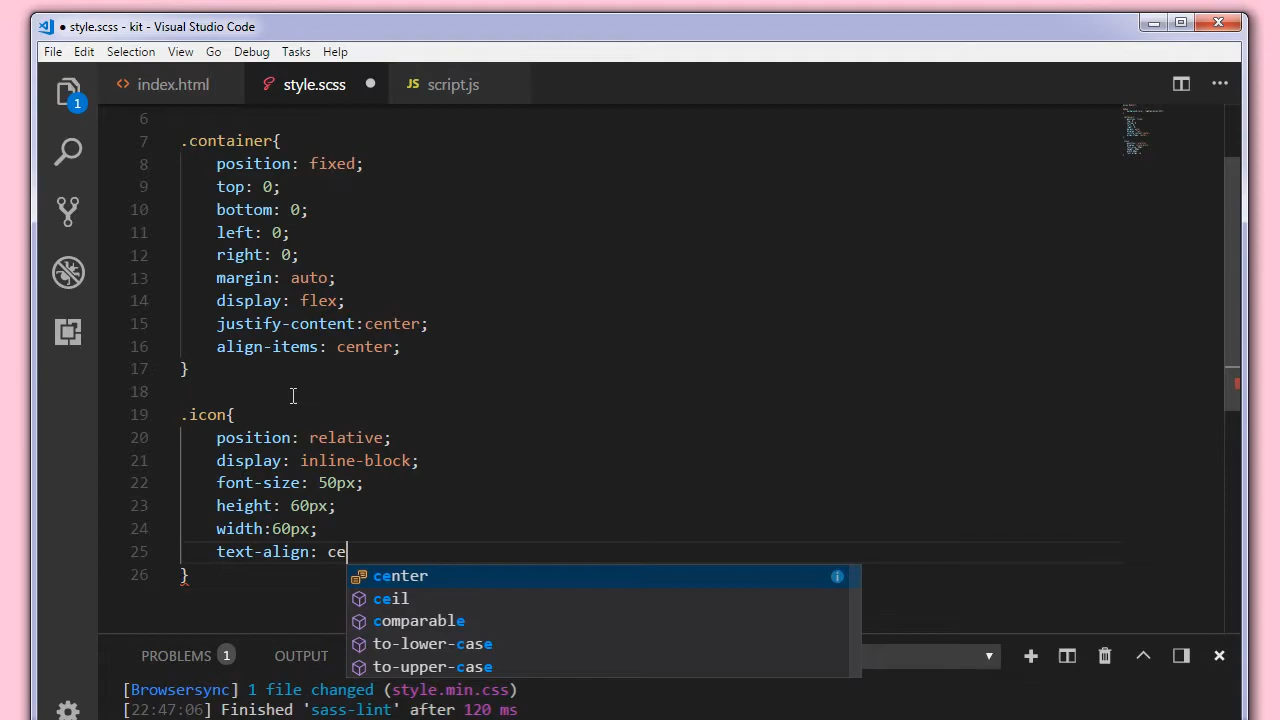 ● style.scss - kit - Visual Studio Code
File Edit Selection View Go Debug Tasks Help
1
<> index.html
style.scss ●
JS script.js
6
7 .container{
8 position: fixed;
9 top: 0;
10 bottom: 0;
11 left: 0;
12 right: 0;
13 margin: auto;
14 display: flex;
15 justify-content:center;
16 align-items: center;
17 }
18
19 .icon{
20 position: relative;
21 display: inline-block;
22 font-size: 50px;
23 height: 60px;
24 width:60px;
25 text-align: ce
26 }
center
ceil
comparable
to-lower-case
to-upper-case
PROBLEMS 1 OUTPUT
[Browsersync] 1 file changed (style.min.css)
[22:47:06] Finished 'sass-lint' after 120 ms